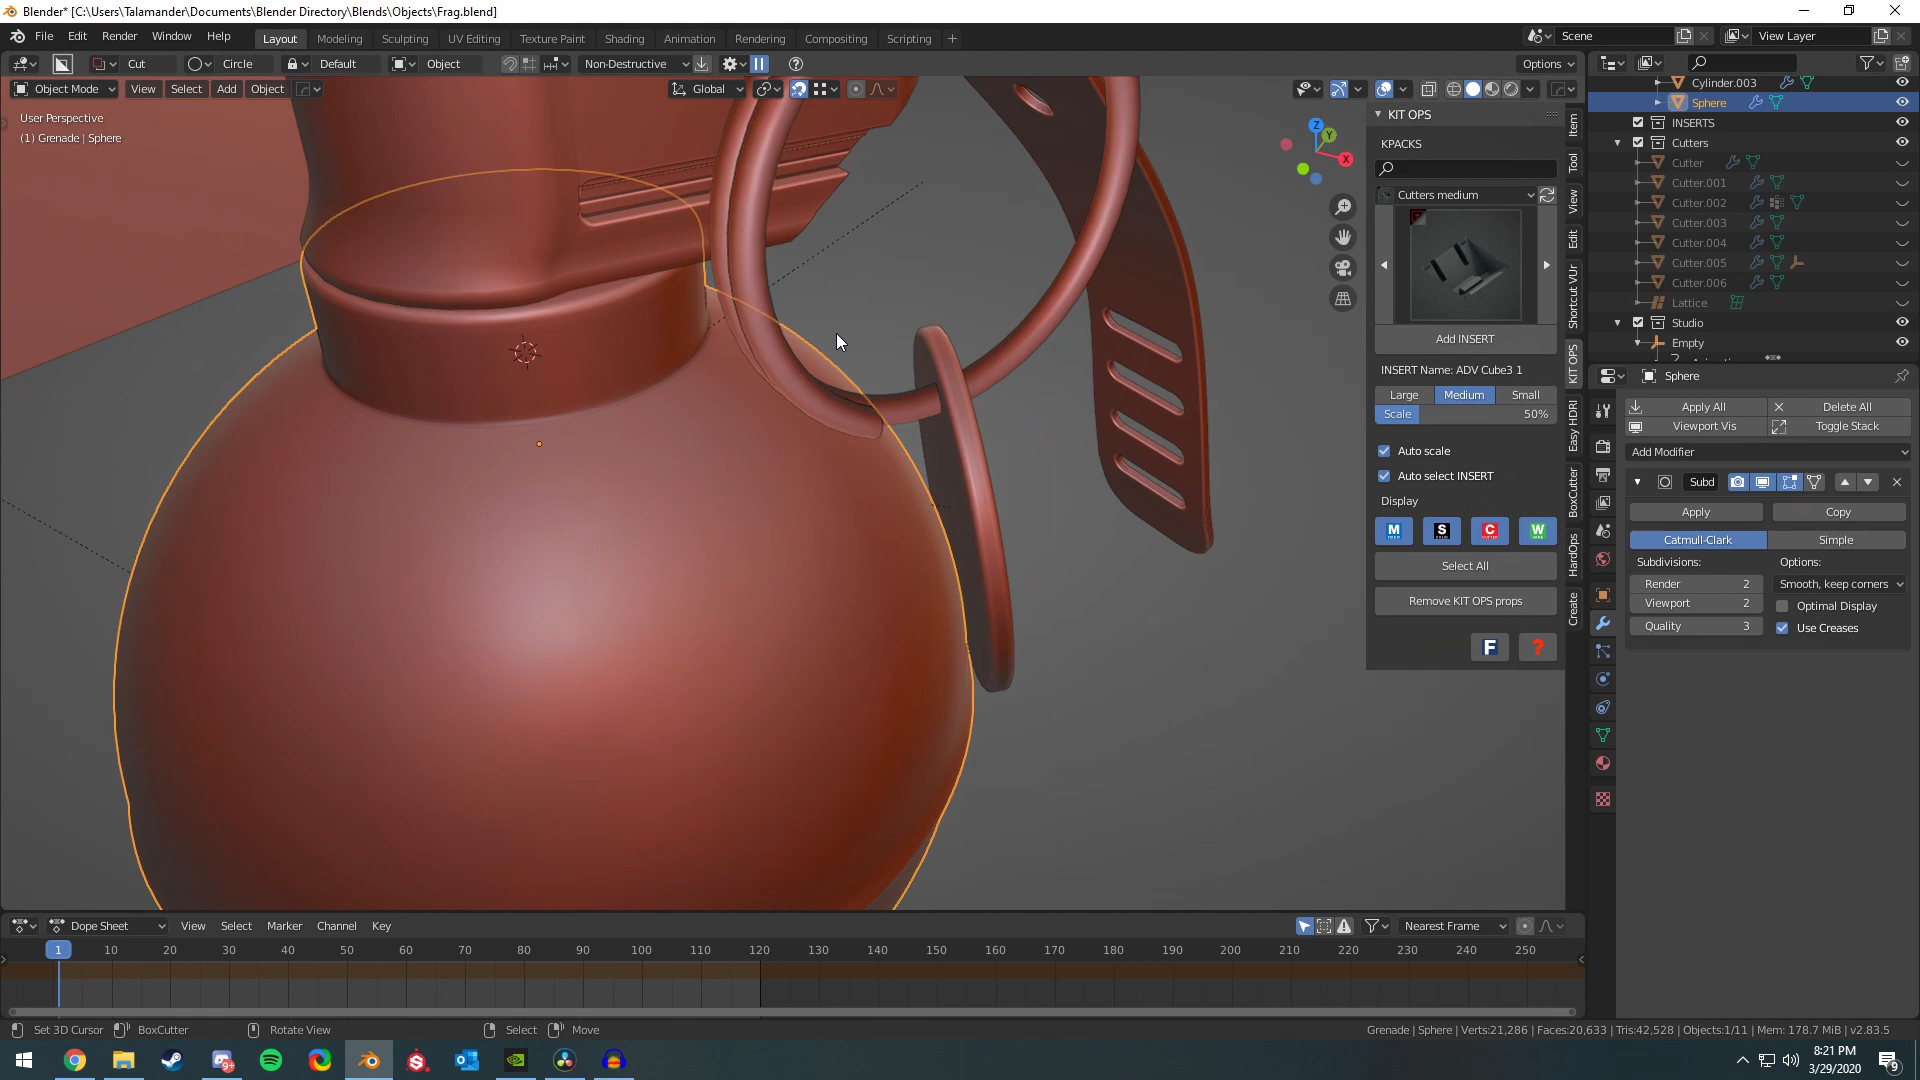 Blender* [C:\Users\Talamander\Documents\Blender Directory\Blends\Objects\Frag.blend]
File Edit Render Window Help Layout Modeling Sculpting UV Editing Texture Paint Shading Animation Rendering Compositing Scripting + Scene View Layer
Cut Circle Default Object Non-Destructive Options
Object Mode View Select Add Object Global
User Perspective
(1) Grenade | Sphere
Z
Y
X
KIT OPS
KPACKS
Cutters medium
Add INSERT
INSERT Name: ADV Cube3 1
Large Medium Small
Scale 50%
Auto scale
Auto select INSERT
Display
M S C W
Select All
Remove KIT OPS props
F ?
Item
Tool
View
Edit
Shortcut VUr
KIT OPS
Easy HDRI
BoxCutter
HardOps
Create
Cylinder.003
Sphere
INSERTS
Cutters
Cutter
Cutter.001
Cutter.002
Cutter.003
Cutter.004
Cutter.005
Cutter.006
Lattice
Studio
Empty
Sphere
Apply All Delete All
Viewport Vis Toggle Stack
Add Modifier
Subd
Apply Copy
Catmull-Clark Simple
Subdivisions: Options:
Render 2 Smooth, keep corners
Viewport 2 Optimal Display
Quality 3 Use Creases
Dope Sheet View Select Marker Channel Key Nearest Frame
1 10 20 30 40 50 60 70 80 90 100 110 120 130 140 150 160 170 180 190 200 210 220 230 240 250
Set 3D Cursor BoxCutter Rotate View Select Move Grenade | Sphere | Verts:21,286 | Faces:20,633 | Tris:42,528 | Objects:1/11 | Mem: 178.7 MiB | v2.83.5
9+
8:21 PM
3/29/2020
9